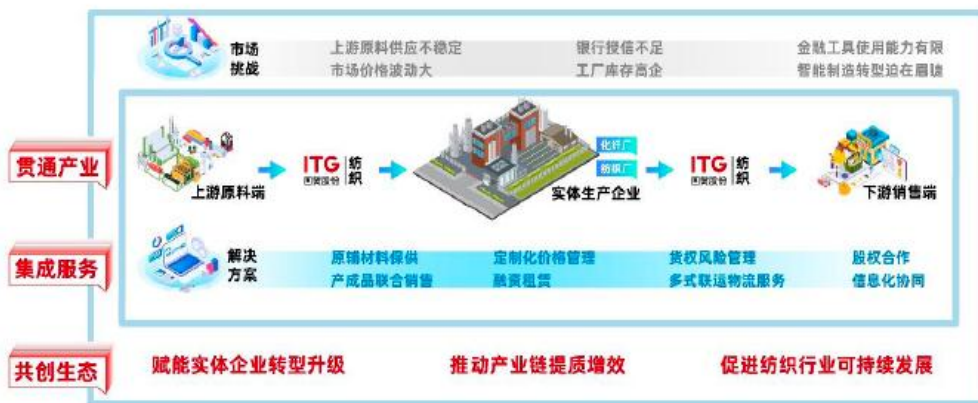 市场
挑战
上游原料供应不稳定
银行授信不足
金融工具使用能力有限
市场价格波动大
工厂库存高企
智能制造转型迫在眉睫
贯通产业
上游原料端
ITG
国贸股份
纺织
化纤厂
纺织厂
实体生产企业
ITG
国贸股份
纺织
下游销售端
集成服务
解决
方案
原辅材料保供
定制化价格管理
货权风险管理
股权合作
产成品联合销售
融资租赁
多式联运物流服务
信息化协同
共创生态
赋能实体企业转型升级
推动产业链提质增效
促进纺织行业可持续发展